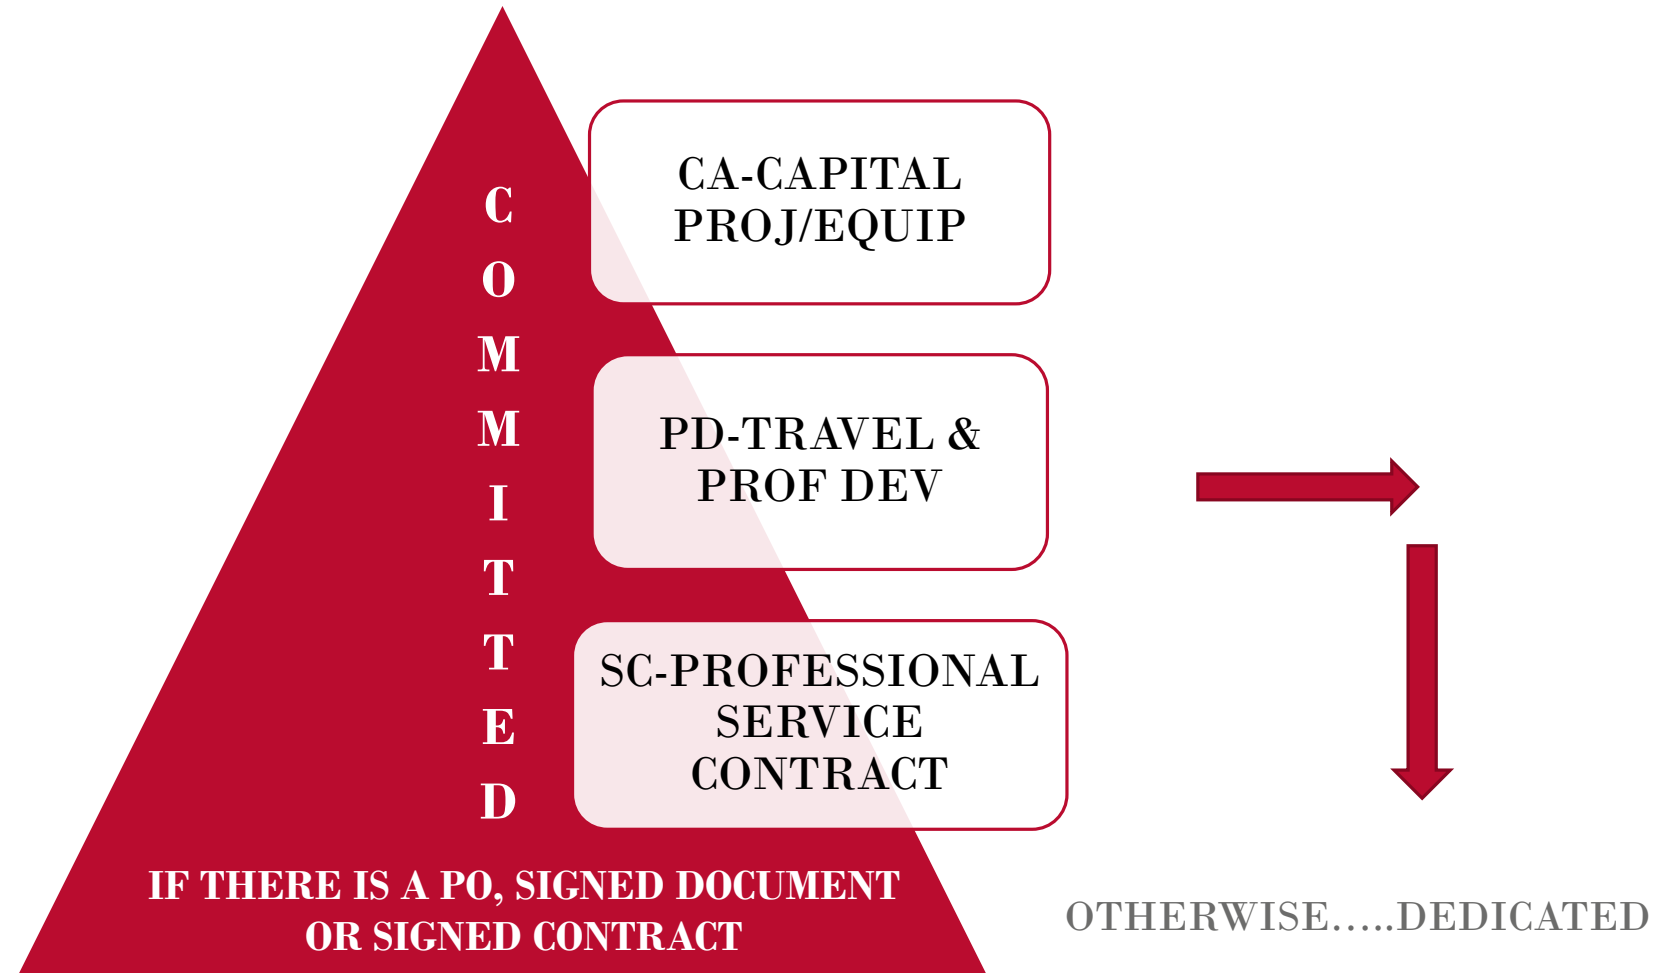 COMMITTED
CA-CAPITAL
PROJ/EQUIP
PD-TRAVEL &
PROF DEV
SC-PROFESSIONAL
SERVICE
CONTRACT
IF THERE IS A PO, SIGNED DOCUMENT
OR SIGNED CONTRACT
OTHERWISE…..DEDICATED